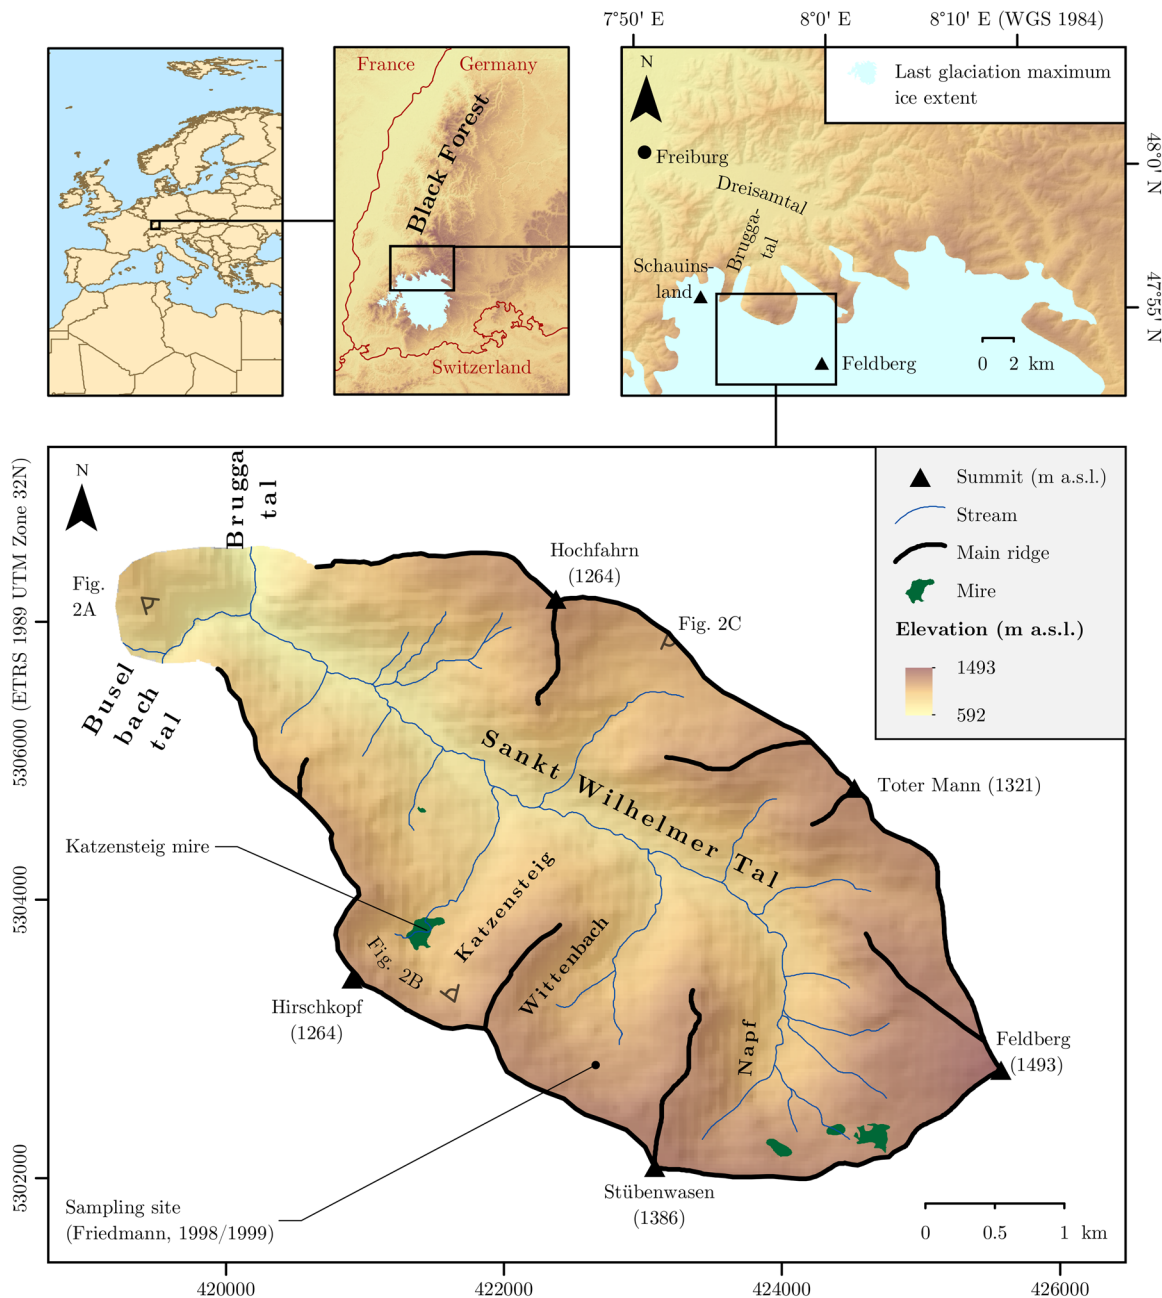 7°50' E
8°0' E
8°10' E (WGS 1984)
France
Germany
Black Forest
Switzerland
N
Last glaciation maximum
ice extent
Freiburg
Dreisamtal
Brugga-
tal
Schauins-
land
Feldberg
0 2 km
48°0' N
47°55' N
N
Brugga
tal
Fig.
2A
Busel
bach
tal
Hochfahrn
(1264)
Fig. 2C
Summit (m a.s.l.)
Stream
Main ridge
Mire
Elevation (m a.s.l.)
1493
592
Sankt Wilhelmer Tal
Toter Mann (1321)
Katzensteig mire
Katzensteig
Fig. 2B
Wittenbach
Napf
Hirschkopf
(1264)
Feldberg
(1493)
Stübenwasen
(1386)
Sampling site
(Friedmann, 1998/1999)
0 0.5 1 km
5306000 (ETRS 1989 UTM Zone 32N)
5304000
5302000
420000
422000
424000
426000